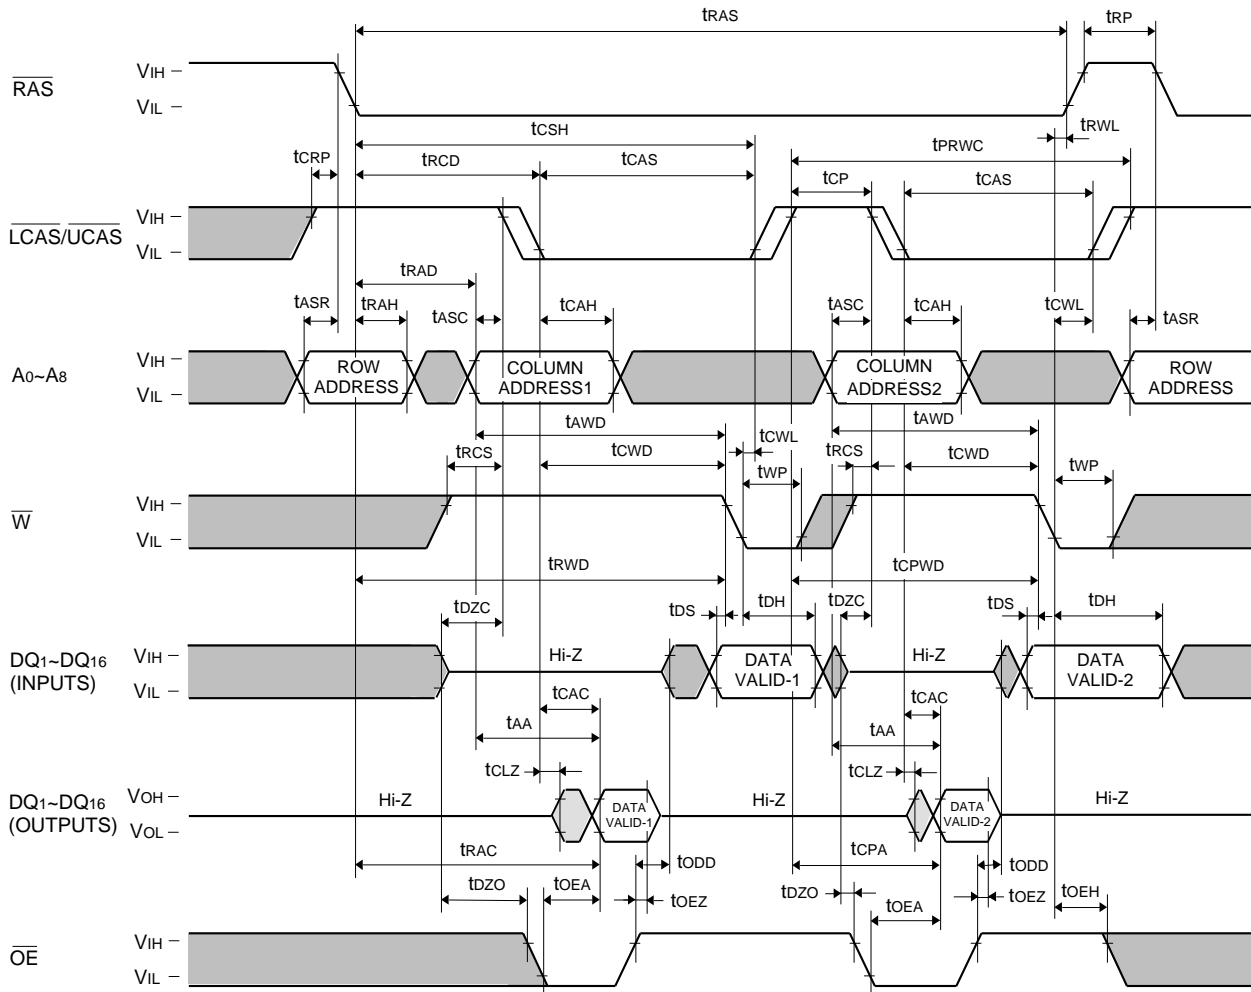 tRAS
tRP
RAS
VIH
VIL
tCSH
tRWL
tPRWC
tCRP
tRCD
tCAS
tCP
tCAS
LCAS/UCAS
VIH
VIL
tRAD
tASR
tRAH
tASC
tCAH
tASC
tCAH
tCWL
tASR
A0~A8
VIH
VIL
ROW
ADDRESS
COLUMN
ADDRESS1
COLUMN
ADDRESS2
ROW
ADDRESS
tAWD
tCWL
tAWD
tRCS
tCWD
tWP
tRCS
tCWD
tWP
W
VIH
VIL
tRWD
tCPWD
tDZC
tDS
tDH
tDZC
tDS
tDH
DQ1~DQ16
(INPUTS)
VIH
VIL
Hi-Z
DATA
VALID-1
Hi-Z
DATA
VALID-2
tCAC
tCAC
tAA
tAA
tCLZ
tCLZ
DQ1~DQ16
(OUTPUTS)
VOH
VOL
Hi-Z
DATA
VALID-1
Hi-Z
DATA
VALID-2
Hi-Z
tRAC
tODD
tCPA
tODD
tDZO
tOEA
tOEZ
tDZO
tOEA
tOEZ
tOEH
OE
VIH
VIL